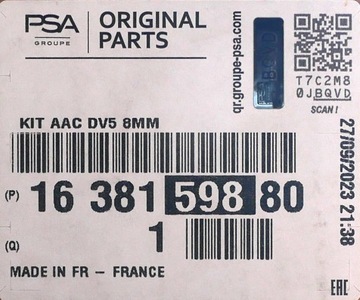 PSA
GROUPE
ORIGINAL
PARTS
qr.groupe-psa.com
T7C2M8
0JBQVD
SCAN!
KIT AAC DV5 8MM
(P) 16 381 598 80
(Q) 1
27/09/2023 21:38
MADE IN FR - FRANCE
EAC